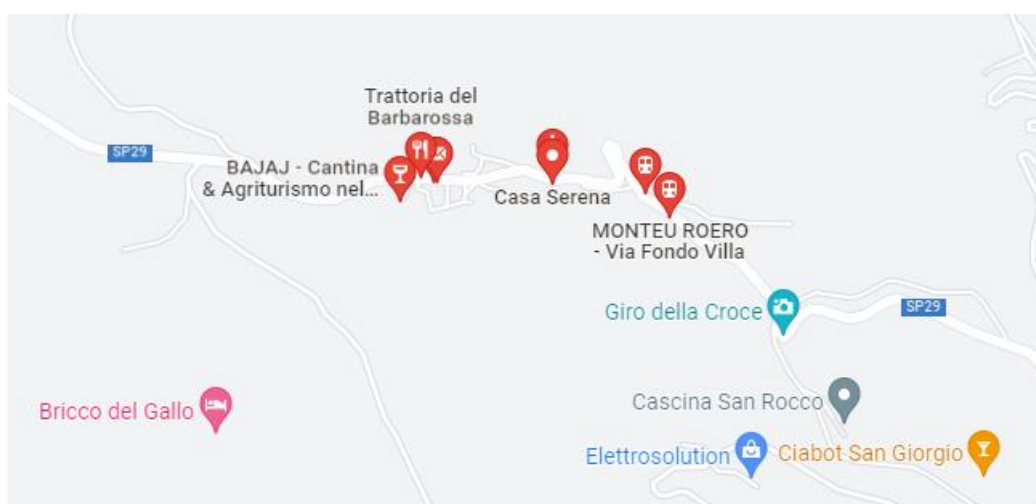 Trattoria del
Barbarossa
SP29
BAJAJ - Cantina
& Agriturismo nel...
Casa Serena
MONTEU ROERO
- Via Fondo Villa
Giro della Croce
SP29
Bricco del Gallo
Cascina San Rocco
Elettrosolution
Ciabot San Giorgio